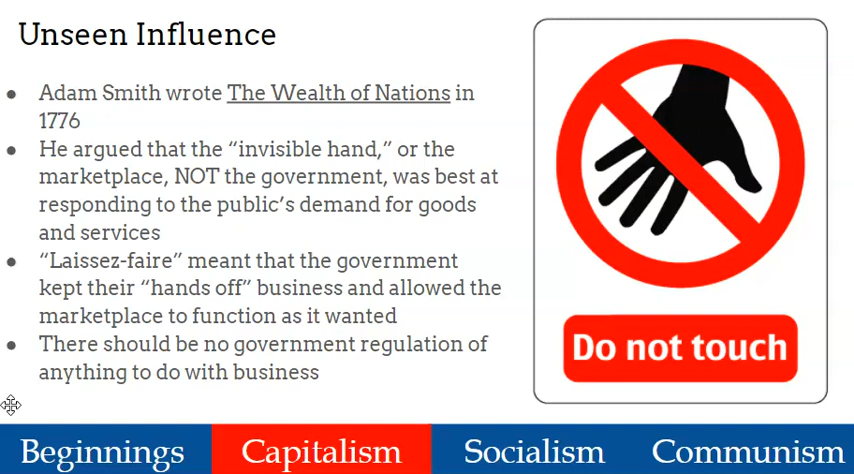 Unseen Influence
● Adam Smith wrote The Wealth of Nations in
1776
● He argued that the “invisible hand,” or the
marketplace, NOT the government, was best at
responding to the public’s demand for goods
and services
● “Laissez-faire” meant that the government
kept their “hands off” business and allowed the
marketplace to function as it wanted
● There should be no government regulation of
anything to do with business
Do not touch
Beginnings Capitalism Socialism Communism